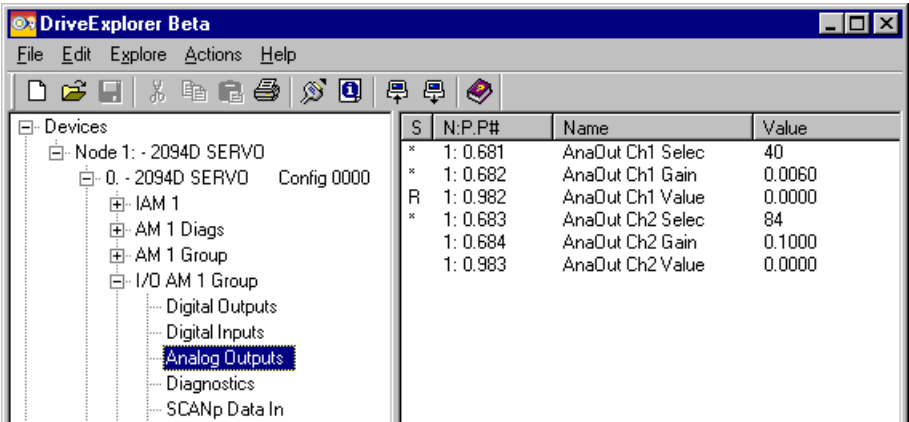 DriveExplorer Beta
File Edit Explore Actions Help
Devices
Node 1: - 2094D SERVO
0. - 2094D SERVO Config 0000
IAM 1
AM 1 Diags
AM 1 Group
I/O AM 1 Group
Digital Outputs
Digital Inputs
Analog Outputs
Diagnostics
SCANp Data In
S N:P.P# Name Value
* 1: 0.681 AnaOut Ch1 Selec 40
* 1: 0.682 AnaOut Ch1 Gain 0.0060
R 1: 0.982 AnaOut Ch1 Value 0.0000
* 1: 0.683 AnaOut Ch2 Selec 84
1: 0.684 AnaOut Ch2 Gain 0.1000
1: 0.983 AnaOut Ch2 Value 0.0000